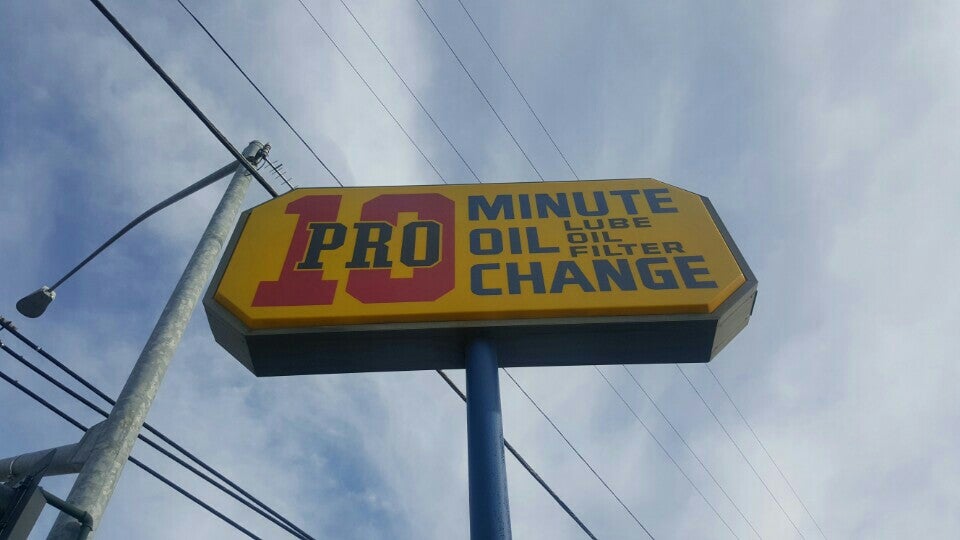 10 PRO MINUTE
OIL LUBE
OIL
FILTER
CHANGE